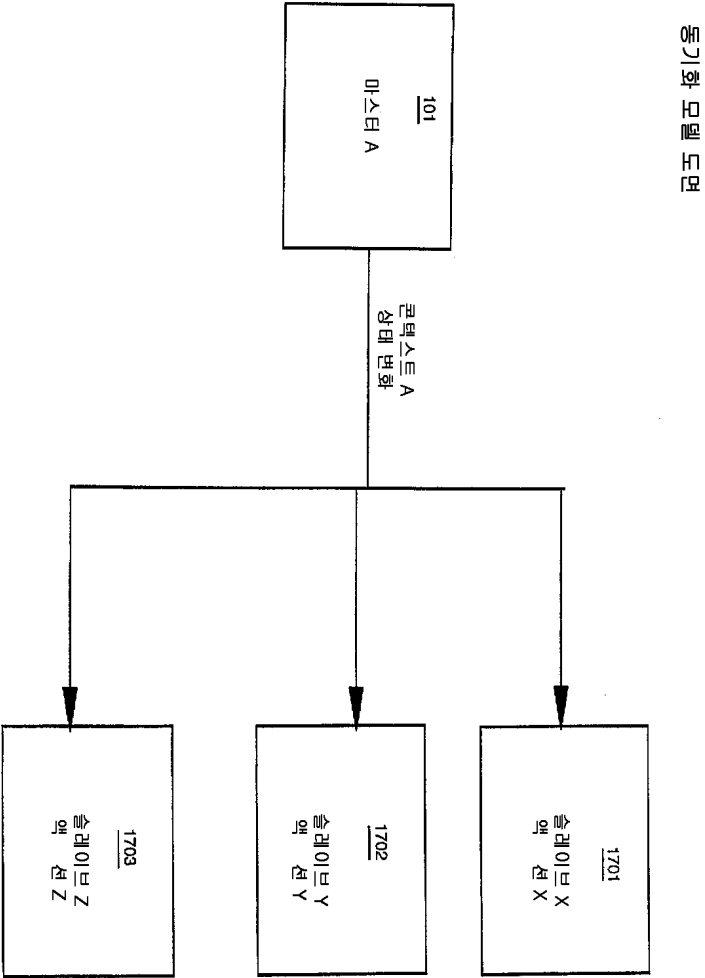 동기화 모델 도면
101
마스터 A
콘텍스트 A
상태 변화
1701
슬레이브 X
액 션 X
1702
슬레이브 Y
액 션 Y
1703
슬레이브 Z
액 션 Z